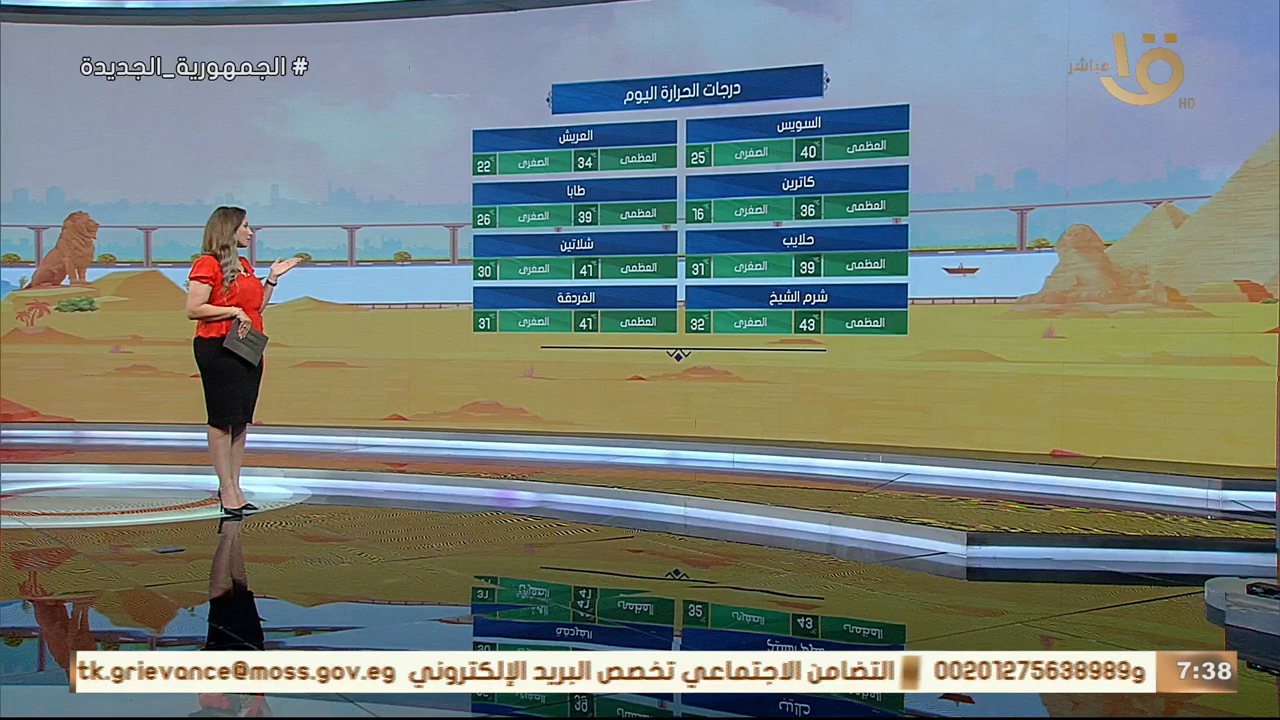 #الجمهورية_الجديدة
مباشر
HD
درجات الحرارة اليوم
السويس
العظمى 40° الصغرى 25°
العريش
العظمى 34° الصغرى 22°
كاترين
العظمى 36° الصغرى 16°
طابا
العظمى 39° الصغرى 26°
حلايب
العظمى 39° الصغرى 31°
شلاتين
العظمى 41° الصغرى 30°
شرم الشيخ
العظمى 43° الصغرى 32°
الغردقة
العظمى 41° الصغرى 31°
و00201275638989 التضامن الاجتماعي تخصص البريد الإلكتروني tk.grievance@moss.gov.eg
7:38